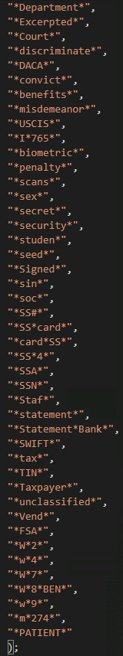 "*Department*",
"*Excerpted*",
"*Court*",
"*discriminate*",
"*DACA*",
"*convict*",
"*benefits*",
"*misdemeanor*",
"*USCIS*",
"*I*765*",
"*biometric*",
"*penalty*",
"*scans*",
"*sex*",
"*secret*",
"*security*",
"*studen*",
"*seed*",
"*Signed*",
"*sin*",
"*soc*",
"*SS#*",
"*SS*card*",
"*card*SS*",
"*SS*4*",
"*SSA*",
"*SSN*",
"*Staf*",
"*statement*",
"*Statement*Bank*",
"*SWIFT*",
"*tax*",
"*TIN*",
"*Taxpayer*",
"*unclassified*",
"*Vend*",
"*FSA*",
"*W*2*",
"*w*4*",
"*W*7*",
"*W*8*BEN*",
"*w*9*",
"*m*274*",
"*PATIENT*"
);